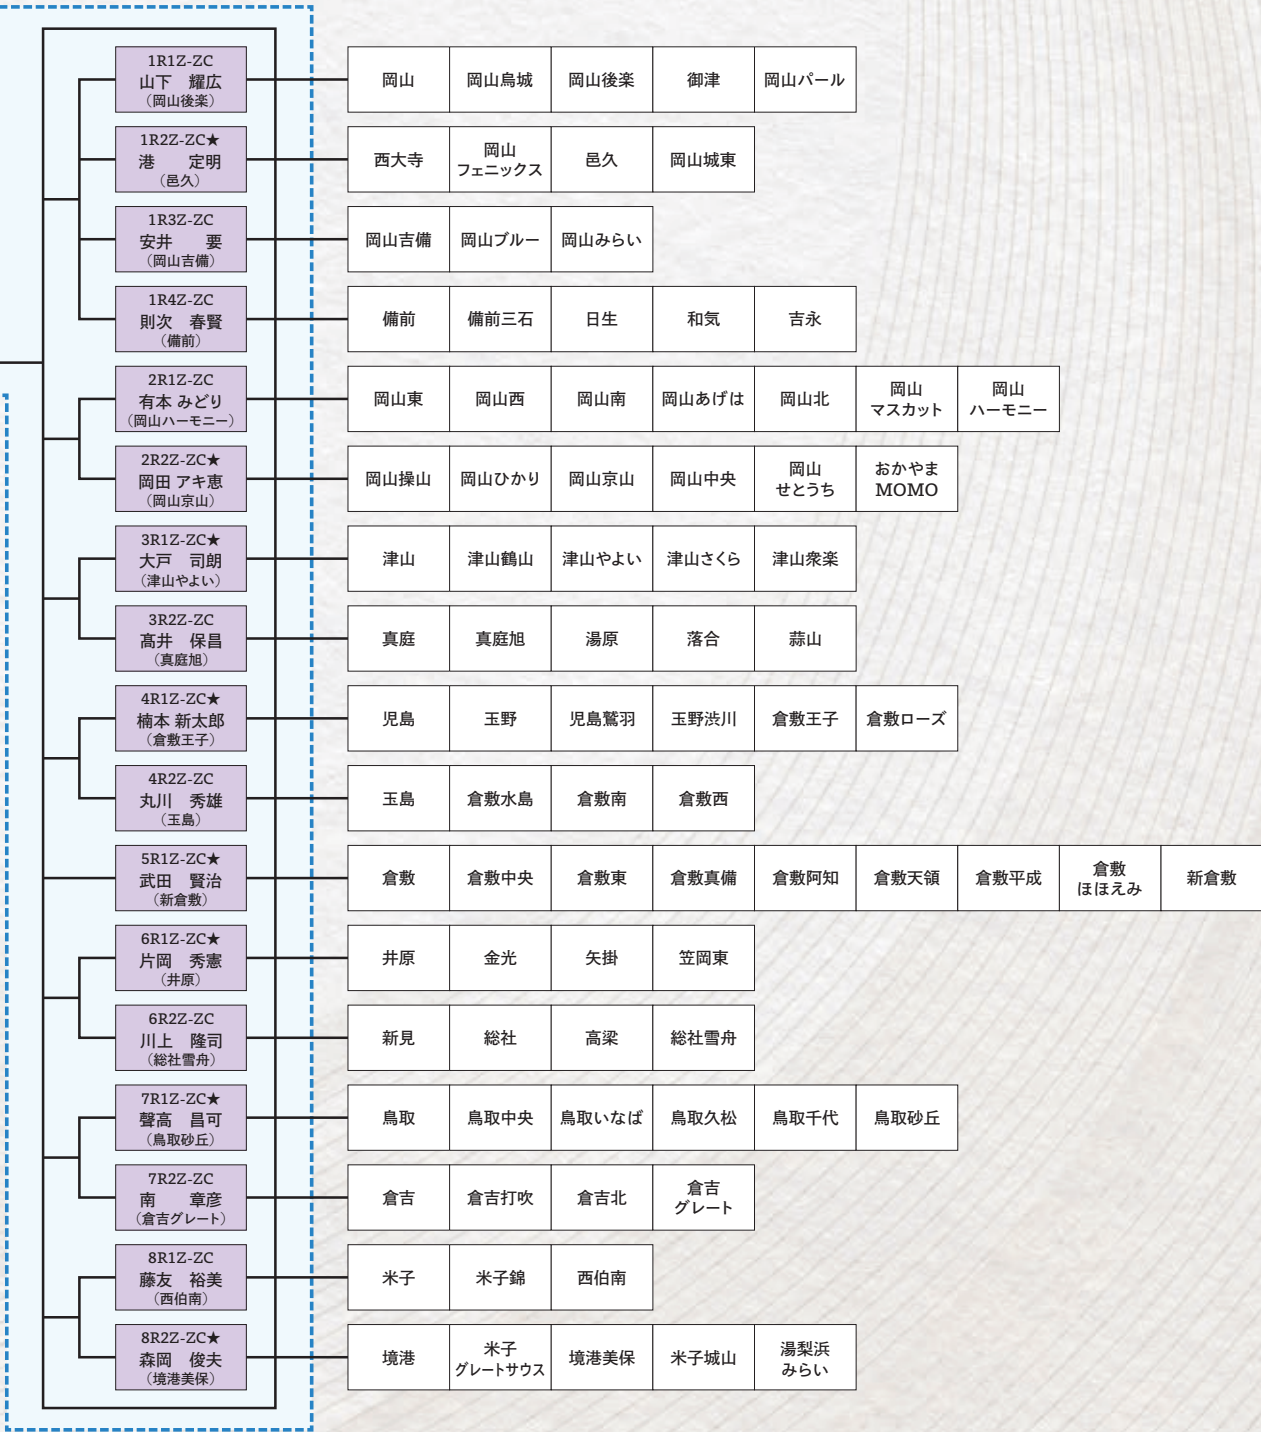 1R1Z-ZC
山下　耀広
（岡山後楽）
岡山 岡山烏城 岡山後楽 御津 岡山パール
1R2Z-ZC★
港　定明
（邑久）
西大寺
岡山
フェニックス
邑久 岡山城東
1R3Z-ZC
安井　要
（岡山吉備）
岡山吉備 岡山ブルー 岡山みらい
1R4Z-ZC
則次　春賢
（備前）
備前 備前三石 日生 和気 吉永
2R1Z-ZC
有本 みどり
（岡山ハーモニー）
岡山東 岡山西 岡山南 岡山あげは 岡山北
岡山
マスカット
岡山
ハーモニー
2R2Z-ZC★
岡田 アキ恵
（岡山京山）
岡山操山 岡山ひかり 岡山京山 岡山中央
岡山
せとうち
おかやま
MOMO
3R1Z-ZC★
大戸　司朗
（津山やよい）
津山 津山鶴山 津山やよい 津山さくら 津山衆楽
3R2Z-ZC
髙井　保昌
（真庭旭）
真庭 真庭旭 湯原 落合 蒜山
4R1Z-ZC★
楠本 新太郎
（倉敷王子）
児島 玉野 児島鷲羽 玉野渋川 倉敷王子 倉敷ローズ
4R2Z-ZC
丸川　秀雄
（玉島）
玉島 倉敷水島 倉敷南 倉敷西
5R1Z-ZC★
武田　賢治
（新倉敷）
倉敷 倉敷中央 倉敷東 倉敷真備 倉敷阿知 倉敷天領 倉敷平成
倉敷
ほほえみ
新倉敷
6R1Z-ZC★
片岡　秀憲
（井原）
井原 金光 矢掛 笠岡東
6R2Z-ZC
川上　隆司
（総社雪舟）
新見 総社 高梁 総社雪舟
7R1Z-ZC★
聲高　昌可
（鳥取砂丘）
鳥取 鳥取中央 鳥取いなば 鳥取久松 鳥取千代 鳥取砂丘
7R2Z-ZC
南　章彦
（倉吉グレート）
倉吉 倉吉打吹 倉吉北
倉吉
グレート
8R1Z-ZC
藤友　裕美
（西伯南）
米子 米子錦 西伯南
8R2Z-ZC★
森岡　俊夫
（境港美保）
境港
米子
グレートサウス
境港美保 米子城山
湯梨浜
みらい